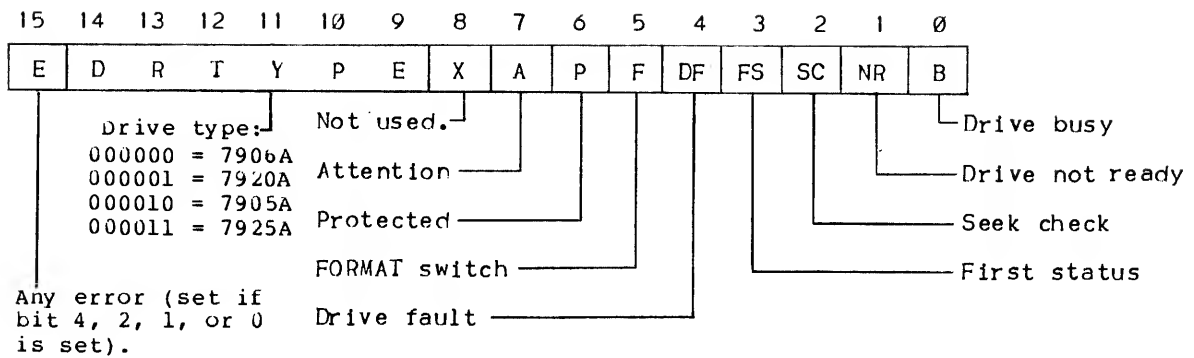 15 14 13 12 11 10 9 8 7 6 5 4 3 2 1 0
E D R T Y P E X A P F DF FS SC NR B
Drive type:
000000 = 7906A
000001 = 7920A
000010 = 7905A
000011 = 7925A
Any error (set if
bit 4, 2, 1, or 0
is set).
Not used.
Attention
Protected
FORMAT switch
Drive fault
Drive busy
Drive not ready
Seek check
First status